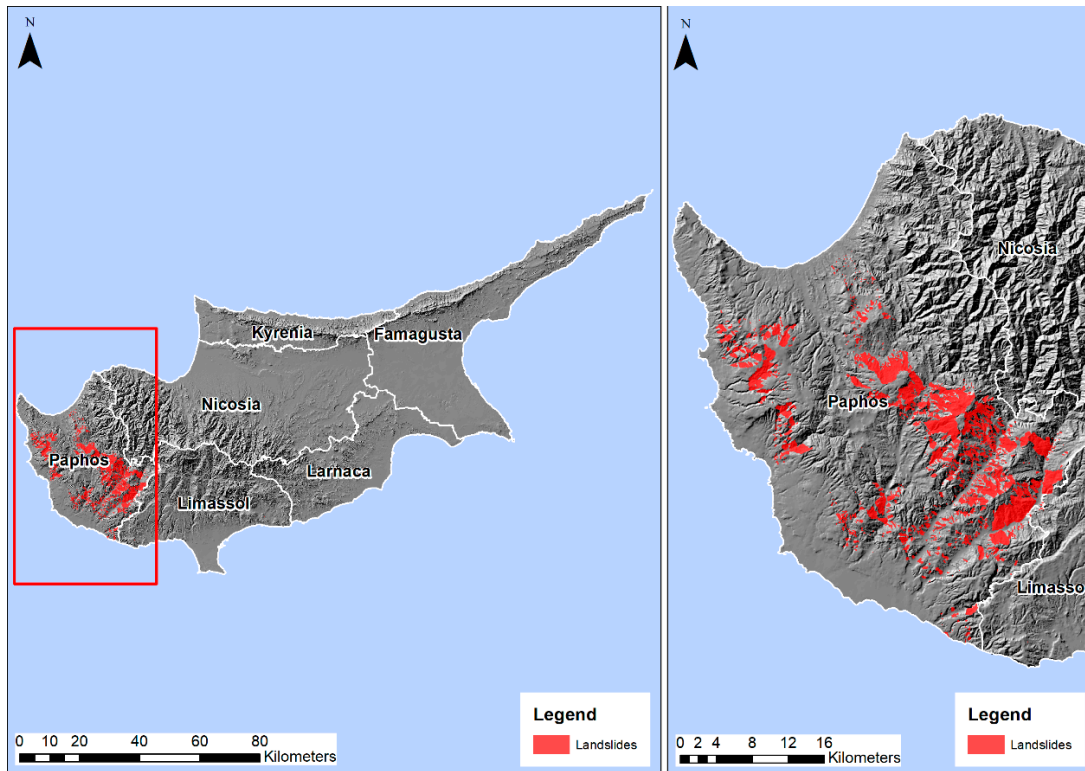 N
Kyrenia
Famagusta
Nicosia
Paphos
Larnaca
Limassol
Legend
Landslides
0 10 20 40 60 80
Kilometers
N
Nicosia
Paphos
Limasso
Legend
Landslides
0 2 4 8 12 16
Kilometers